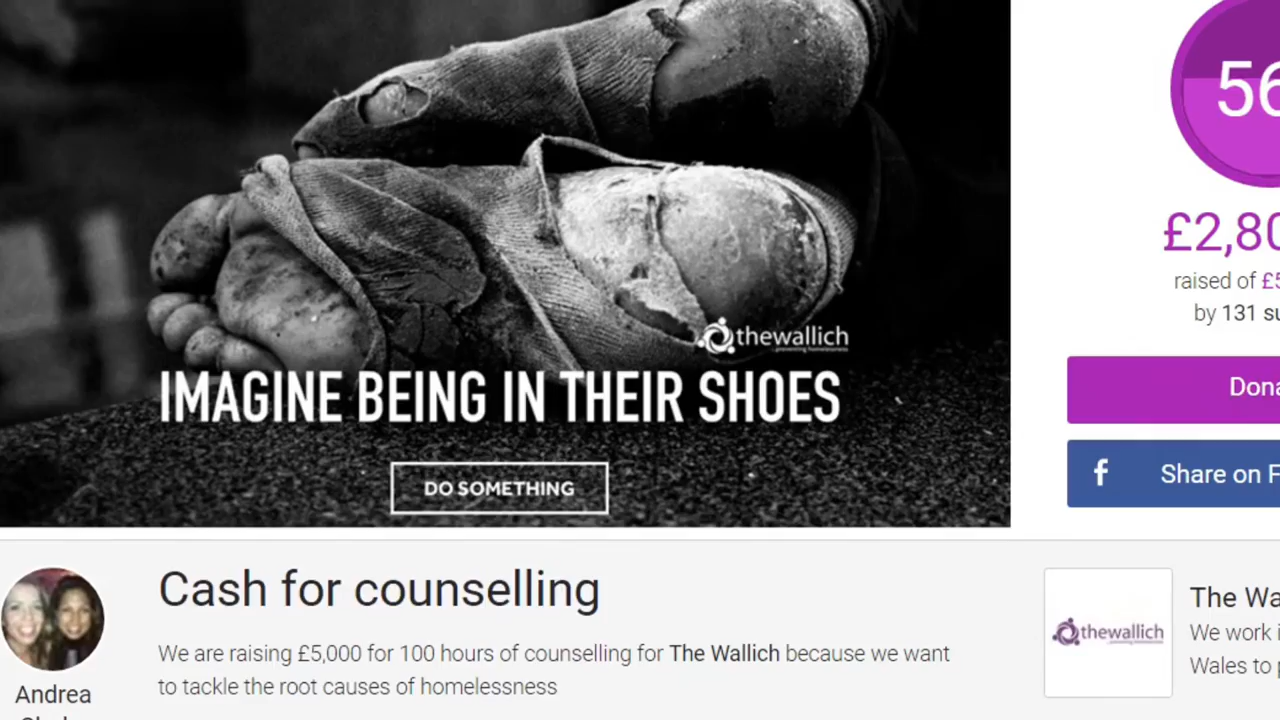 56
£2,80
raised of £5
by 131 su
thewallich
IMAGINE BEING IN THEIR SHOES
DO SOMETHING
Dona
f Share on F
Cash for counselling
We are raising £5,000 for 100 hours of counselling for The Wallich because we want
to tackle the root causes of homelessness
Andrea
thewallich
The Wa
We work i
Wales to p